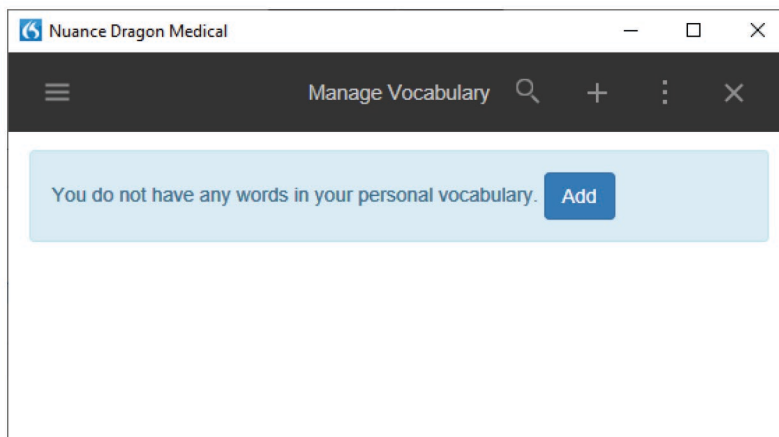 Nuance Dragon Medical
Manage Vocabulary
You do not have any words in your personal vocabulary. Add